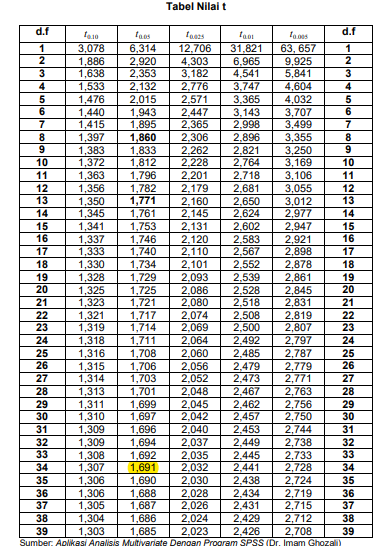 Tabel Nilai t
d.f t0.10 t0.05 t0.025 t0.01 t0.005 d.f
1 3,078 6,314 12,706 31,821 63, 657 1
2 1,886 2,920 4,303 6,965 9,925 2
3 1,638 2,353 3,182 4,541 5,841 3
4 1,533 2,132 2,776 3,747 4,604 4
5 1,476 2,015 2,571 3,365 4,032 5
6 1,440 1,943 2,447 3,143 3,707 6
7 1,415 1,895 2,365 2,998 3,499 7
8 1,397 1,860 2,306 2,896 3,355 8
9 1,383 1,833 2,262 2,821 3,250 9
10 1,372 1,812 2,228 2,764 3,169 10
11 1,363 1,796 2,201 2,718 3,106 11
12 1,356 1,782 2,179 2,681 3,055 12
13 1,350 1,771 2,160 2,650 3,012 13
14 1,345 1,761 2,145 2,624 2,977 14
15 1,341 1,753 2,131 2,602 2,947 15
16 1,337 1,746 2,120 2,583 2,921 16
17 1,333 1,740 2,110 2,567 2,898 17
18 1,330 1,734 2,101 2,552 2,878 18
19 1,328 1,729 2,093 2,539 2,861 19
20 1,325 1,725 2,086 2,528 2,845 20
21 1,323 1,721 2,080 2,518 2,831 21
22 1,321 1,717 2,074 2,508 2,819 22
23 1,319 1,714 2,069 2,500 2,807 23
24 1,318 1,711 2,064 2,492 2,797 24
25 1,316 1,708 2,060 2,485 2,787 25
26 1,315 1,706 2,056 2,479 2,779 26
27 1,314 1,703 2,052 2,473 2,771 27
28 1,313 1,701 2,048 2,467 2,763 28
29 1,311 1,699 2,045 2,462 2,756 29
30 1,310 1,697 2,042 2,457 2,750 30
31 1,309 1,696 2,040 2,453 2,744 31
32 1,309 1,694 2,037 2,449 2,738 32
33 1,308 1,692 2,035 2,445 2,733 33
34 1,307 1,691 2,032 2,441 2,728 34
35 1,306 1,690 2,030 2,438 2,724 35
36 1,306 1,688 2,028 2,434 2,719 36
37 1,305 1,687 2,026 2,431 2,715 37
38 1,304 1,686 2,024 2,429 2,712 38
39 1,303 1,685 2,023 2,426 2,708 39
Sumber: Aplikasi Analisis Multivariate Dengan Program SPSS (Dr. Imam Ghozali)